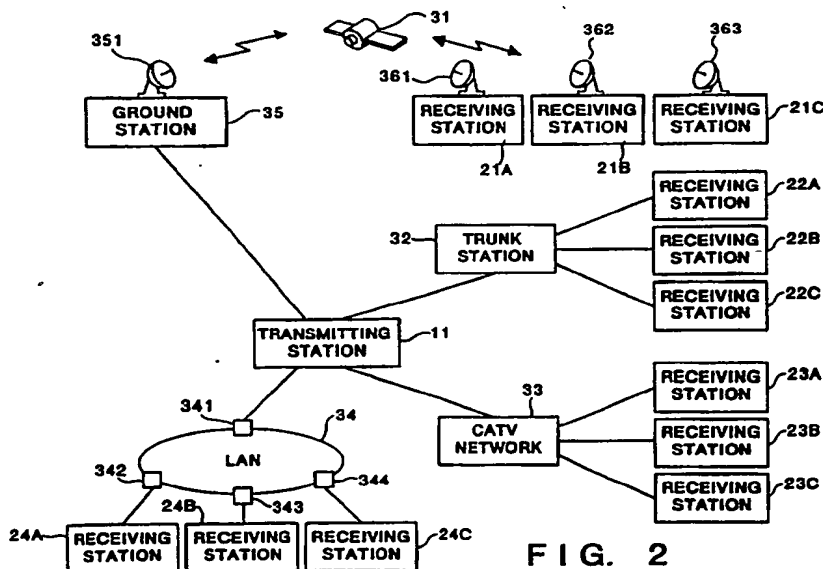 31
351
362
363
361
GROUND
STATION
35
RECEIVING
STATION
21A
RECEIVING
STATION
21B
RECEIVING
STATION
21C
32
TRUNK
STATION
RECEIVING
STATION
22A
RECEIVING
STATION
22B
RECEIVING
STATION
22C
TRANSMITTING
STATION
11
33
CATV
NETWORK
RECEIVING
STATION
23A
RECEIVING
STATION
23B
RECEIVING
STATION
23C
341
34
LAN
342
344
343
24A
RECEIVING
STATION
24B
RECEIVING
STATION
RECEIVING
STATION
24C
FIG. 2